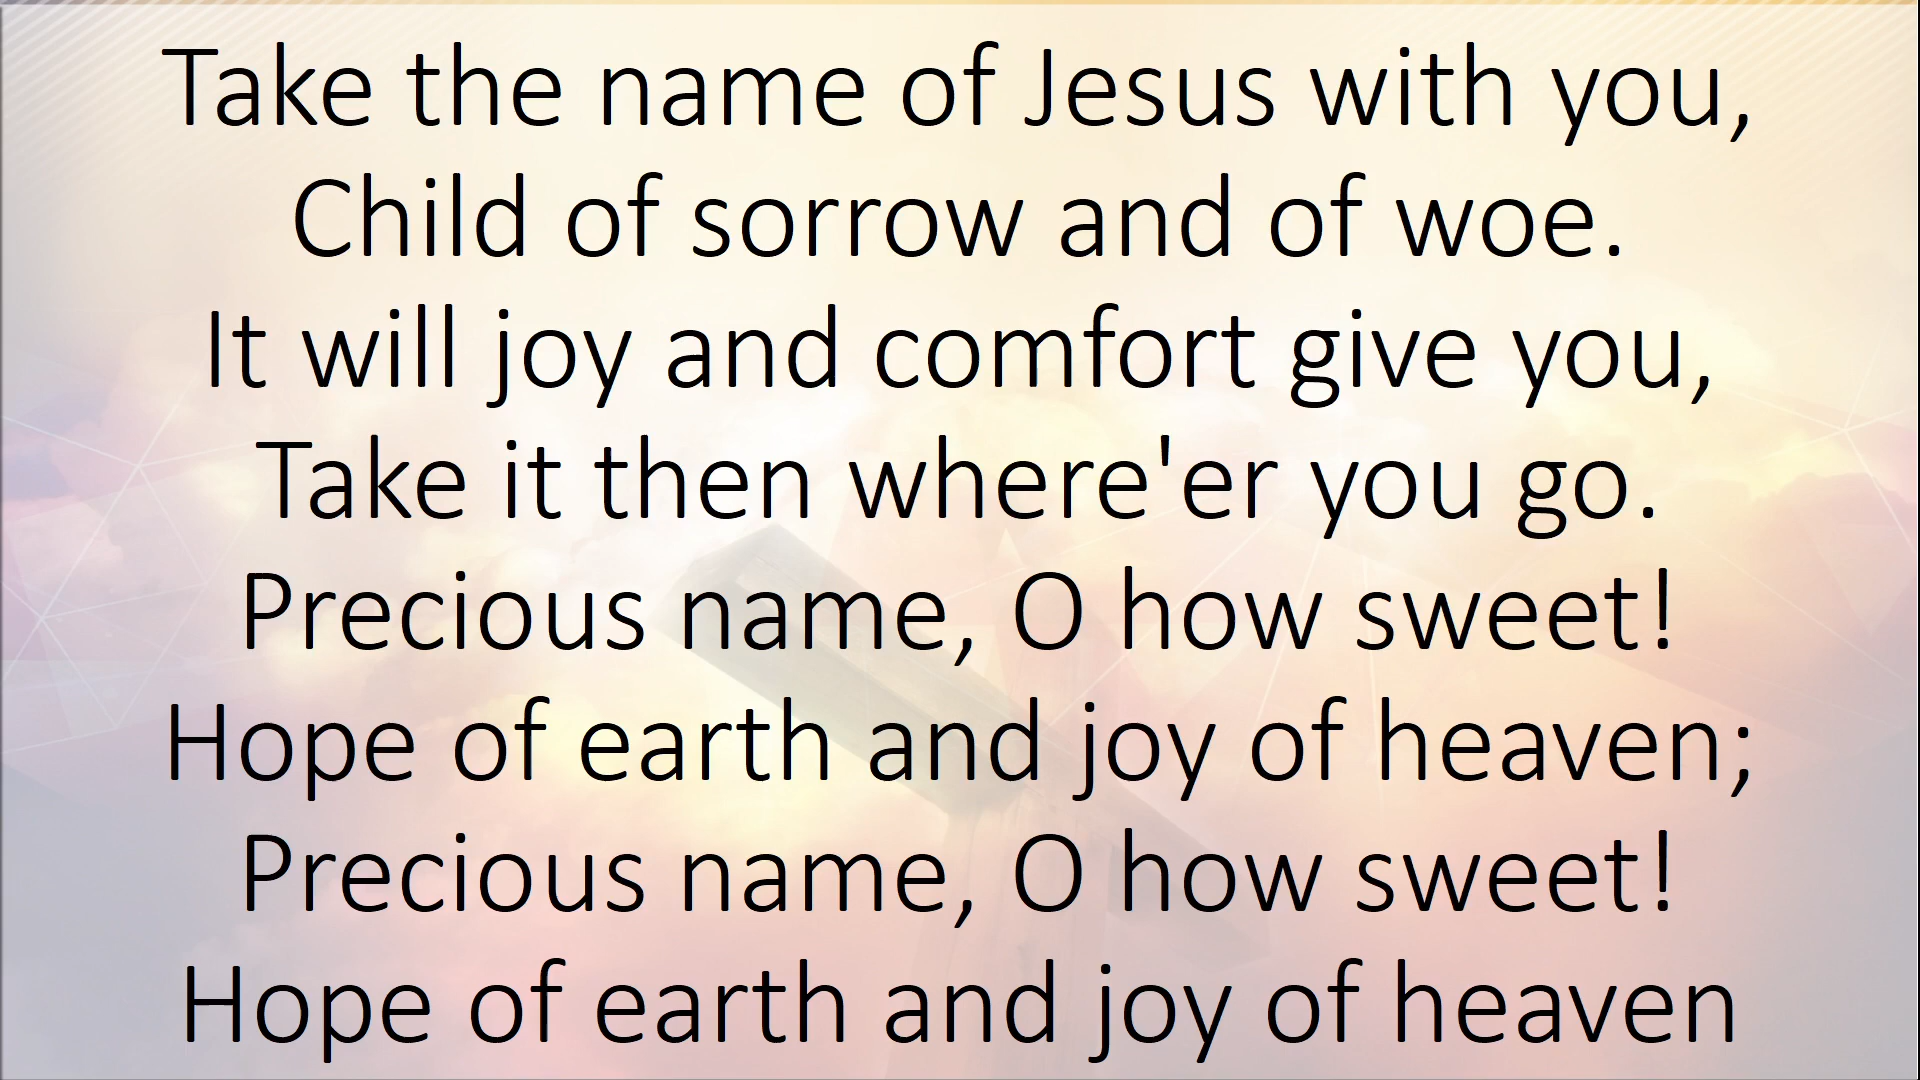 Take the name of Jesus with you,
Child of sorrow and of woe.
It will joy and comfort give you,
Take it then where'er you go.
Precious name, O how sweet!
Hope of earth and joy of heaven;
Precious name, O how sweet!
Hope of earth and joy of heaven